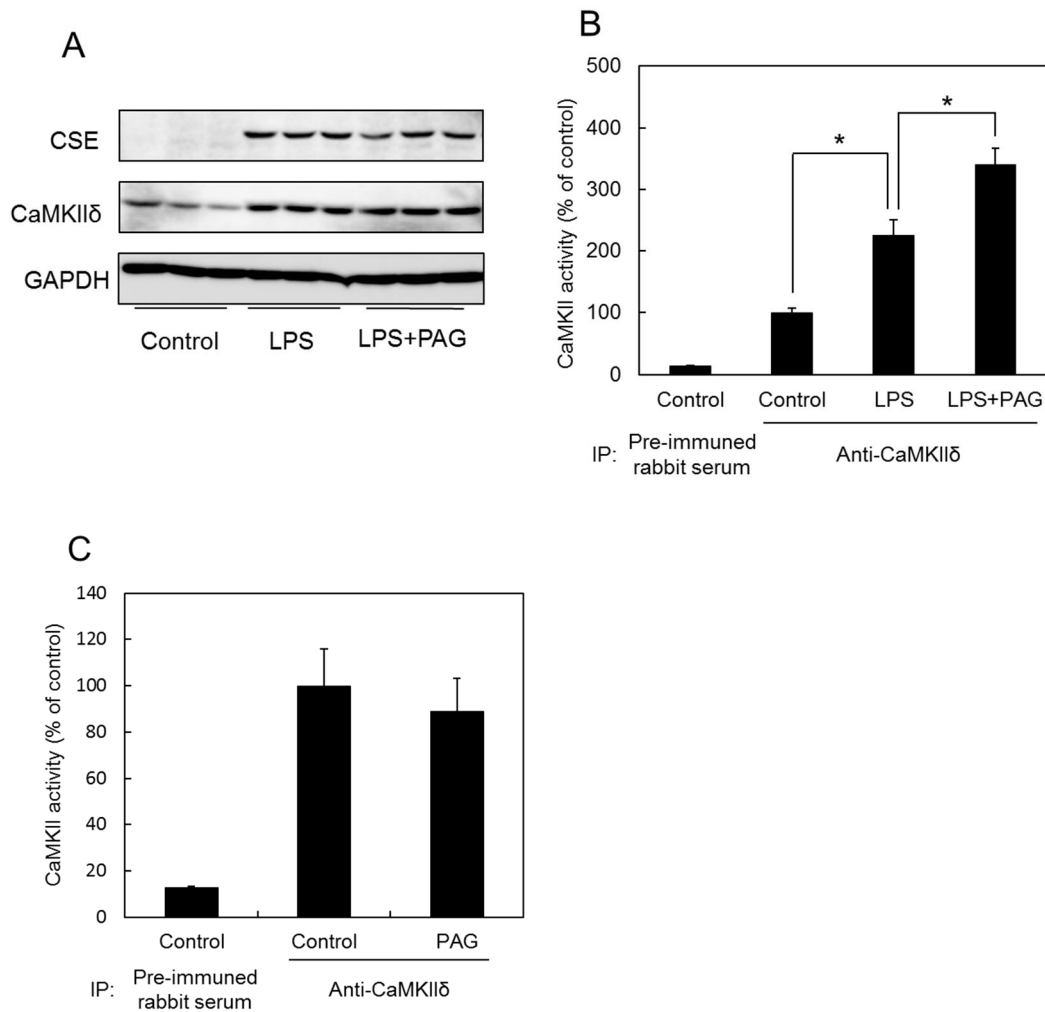 A
CSE
CaMKIIδ
GAPDH
Control LPS LPS+PAG
B
CaMKII activity (% of control)
500
400
300
200
100
0
*
*
Control Control LPS LPS+PAG
IP: Pre-immuned
rabbit serum
Anti-CaMKIIδ
C
CaMKII activity (% of control)
140
120
100
80
60
40
20
0
Control Control PAG
IP: Pre-immuned
rabbit serum
Anti-CaMKIIδ